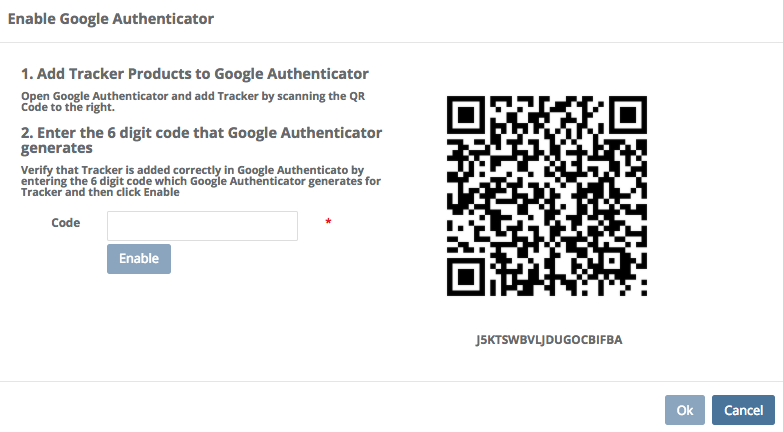 Enable Google Authenticator
1. Add Tracker Products to Google Authenticator
Open Google Authenticator and add Tracker by scanning the QR
Code to the right.
2. Enter the 6 digit code that Google Authenticator
generates
Verify that Tracker is added correctly in Google Authenticato by
entering the 6 digit code which Google Authenticator generates for
Tracker and then click Enable
Code
*
Enable
J5KTSWBVLJDUGOCBIFBA
Ok
Cancel